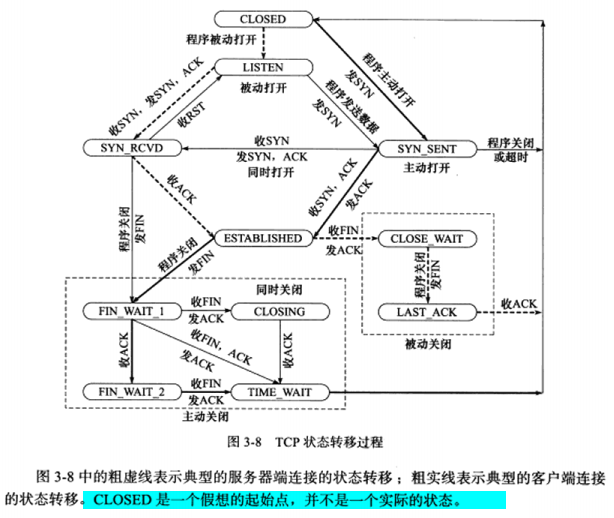 CLOSED
程序被动打开
LISTEN
被动打开
程序主动打开
发SYN
收SYN，发SYN，ACK
收RST
程序发送数据
发SYN
SYN_RCVD
收SYN
发SYN，ACK
同时打开
SYN_SENT
主动打开
程序关闭
或超时
收ACK
收SYN，ACK
发ACK
程序关闭
发FIN
ESTABLISHED
收FIN
发ACK
CLOSE_WAIT
程序关闭
发FIN
程序关闭
发FIN
LAST_ACK
收ACK
被动关闭
同时关闭
FIN_WAIT_1
收FIN
发ACK
CLOSING
收ACK
收FIN，ACK
发ACK
收ACK
FIN_WAIT_2
收FIN
发ACK
TIME_WAIT
主动关闭
图 3-8 TCP 状态转移过程
图 3-8 中的粗虚线表示典型的服务器端连接的状态转移；粗实线表示典型的客户端连接
的状态转移。CLOSED 是一个假想的起始点，并不是一个实际的状态。